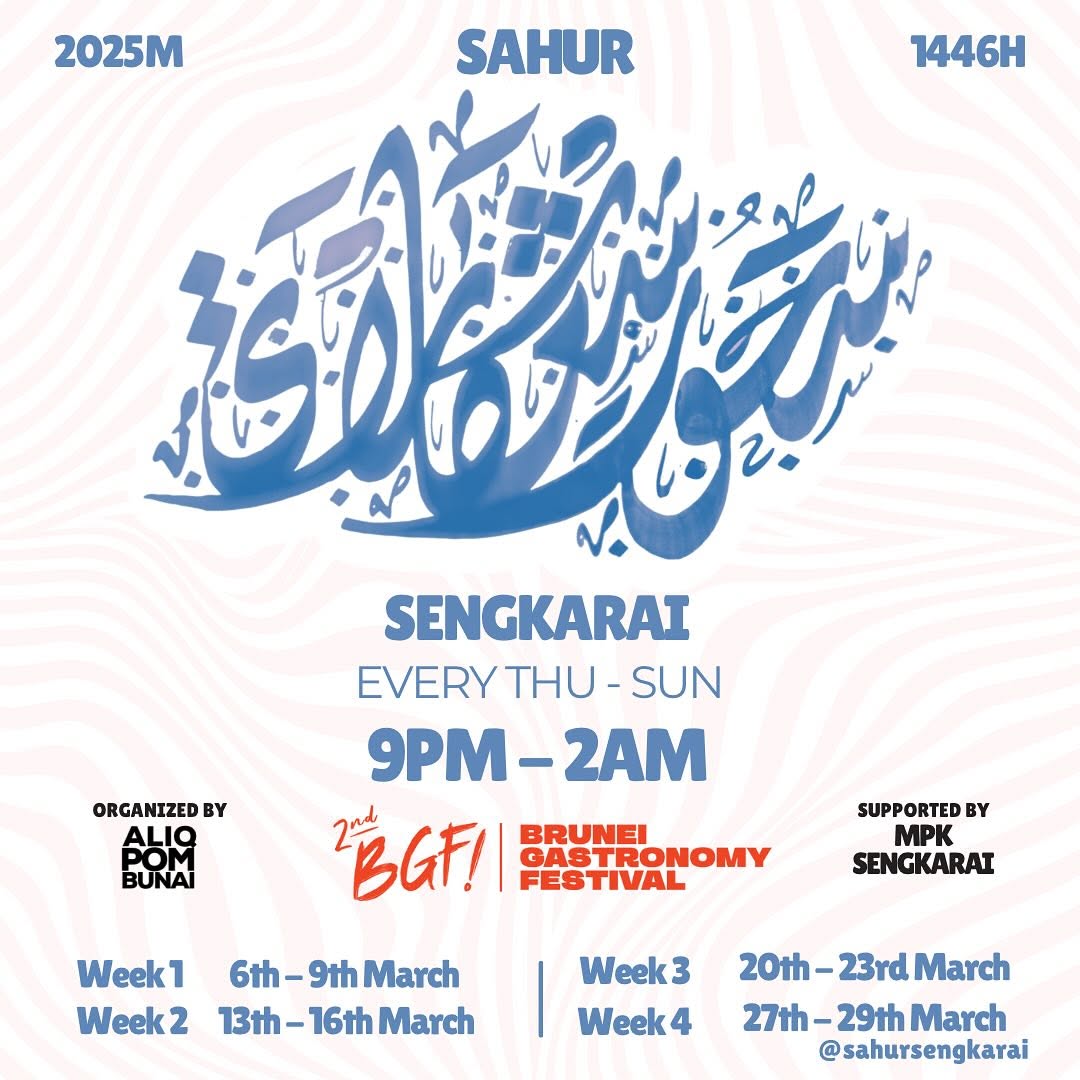 2025M
SAHUR
1446H
SENGKARAI
EVERY THU - SUN
9PM – 2AM
ORGANIZED BY
ALIQ
POM
BUNAI
2nd
BGF!
BRUNEI
GASTRONOMY
FESTIVAL
SUPPORTED BY
MPK
SENGKARAI
Week 1 6th – 9th March
Week 2 13th – 16th March
Week 3 20th – 23rd March
Week 4 27th – 29th March
@sahursengkarai